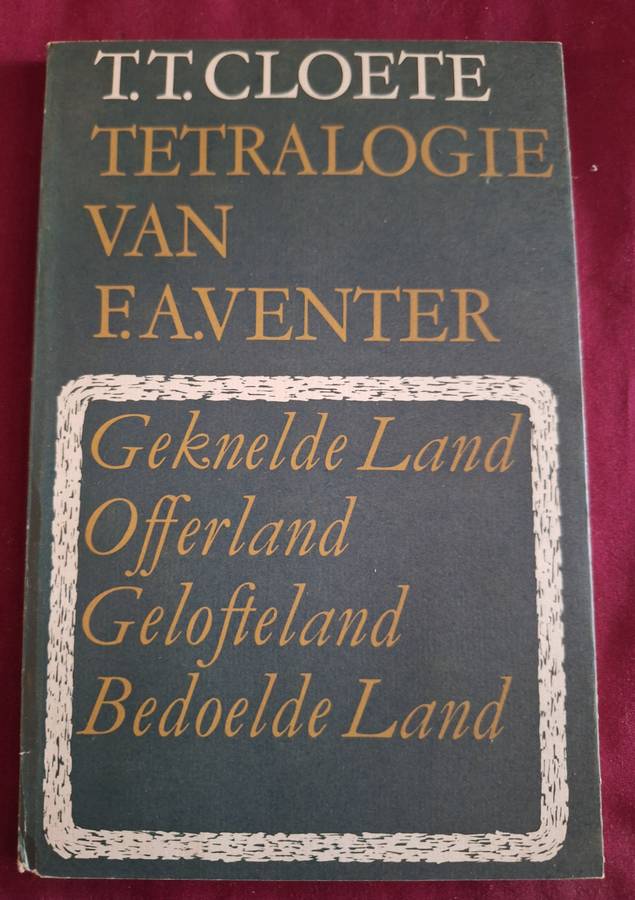 T.T. CLOETE
TETRALOGIE
VAN
F.A.VENTER
Geknelde Land
Offerland
Gelofteland
Bedoelde Land